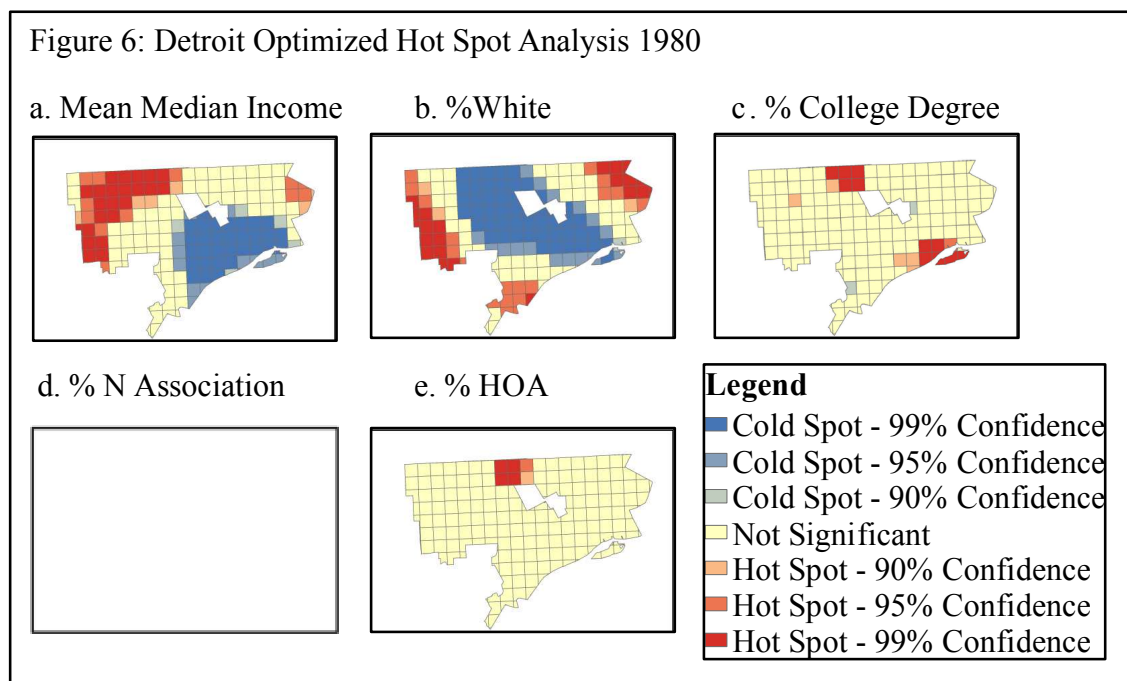 Figure 6: Detroit Optimized Hot Spot Analysis 1980
a. Mean Median Income
b. %White
c. % College Degree
d. % N Association
e. % HOA
Legend
Cold Spot - 99% Confidence
Cold Spot - 95% Confidence
Cold Spot - 90% Confidence
Not Significant
Hot Spot - 90% Confidence
Hot Spot - 95% Confidence
Hot Spot - 99% Confidence